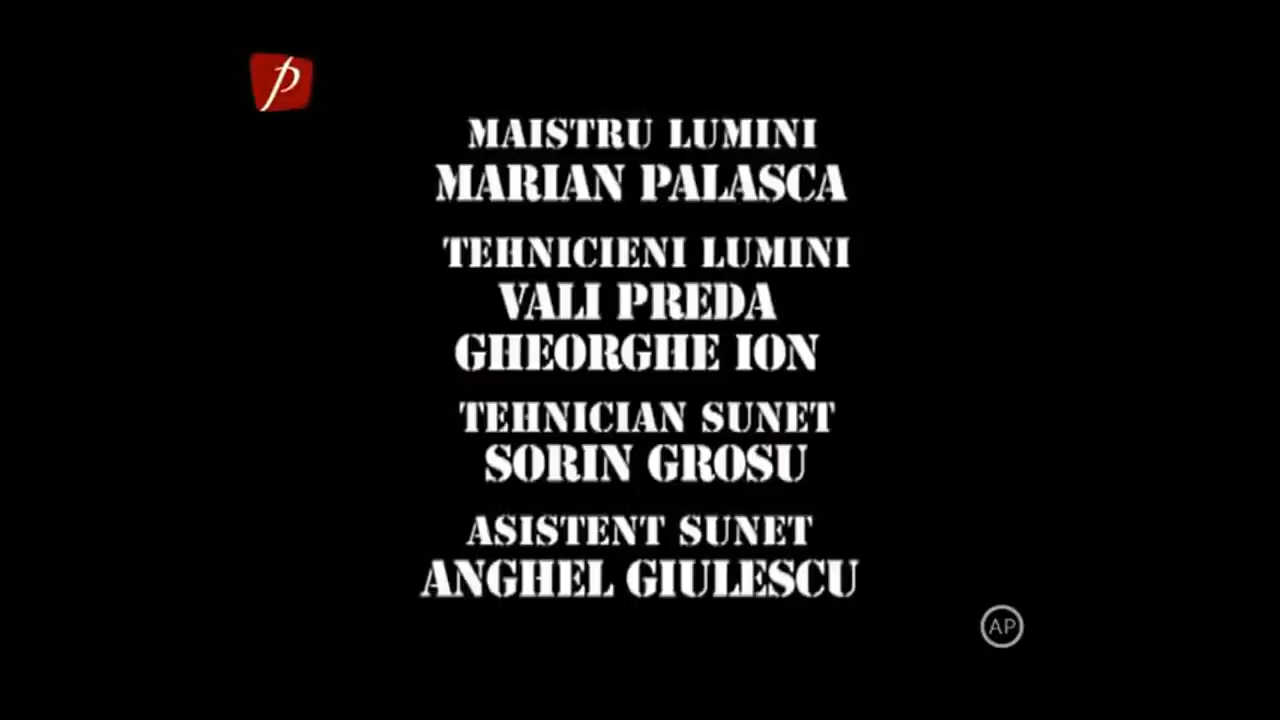 P
MAISTRU LUMINI
MARIAN PALASCA
TEHNICIENI LUMINI
VALI PREDA
GHEORGHE ION
TEHNICIAN SUNET
SORIN GROSU
ASISTENT SUNET
ANGHEL GIULESCU
AP